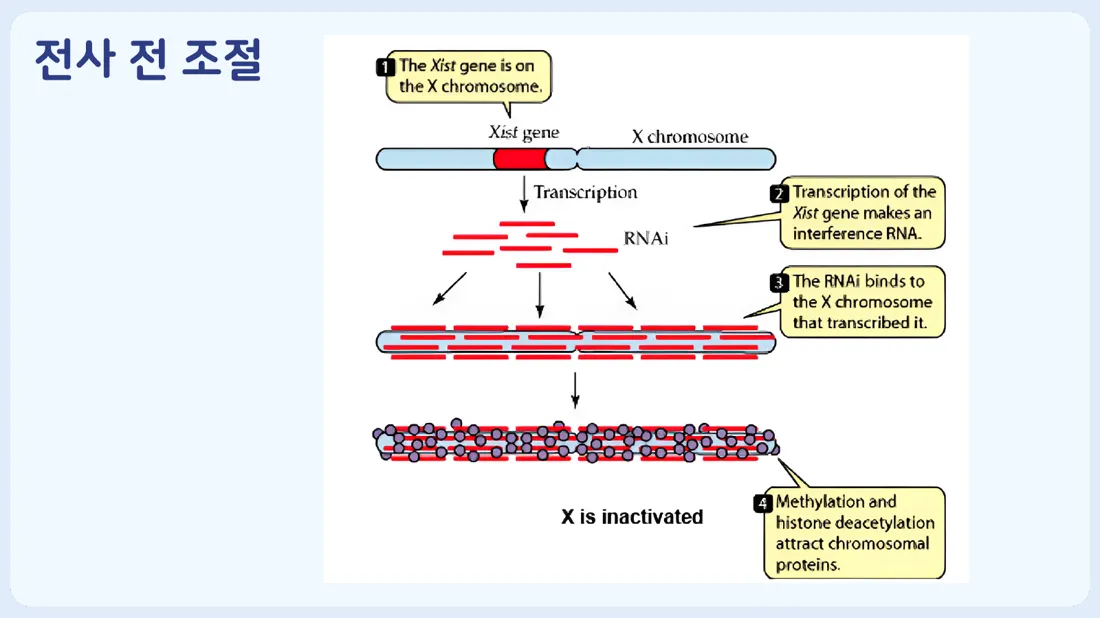 전사 전 조절
1 The Xist gene is on
the X chromosome.
Xist gene
X chromosome
Transcription
2 Transcription of the
Xist gene makes an
interference RNA.
RNAi
3 The RNAi binds to
the X chromosome
that transcribed it.
X is inactivated
4 Methylation and
histone deacetylation
attract chromosomal
proteins.